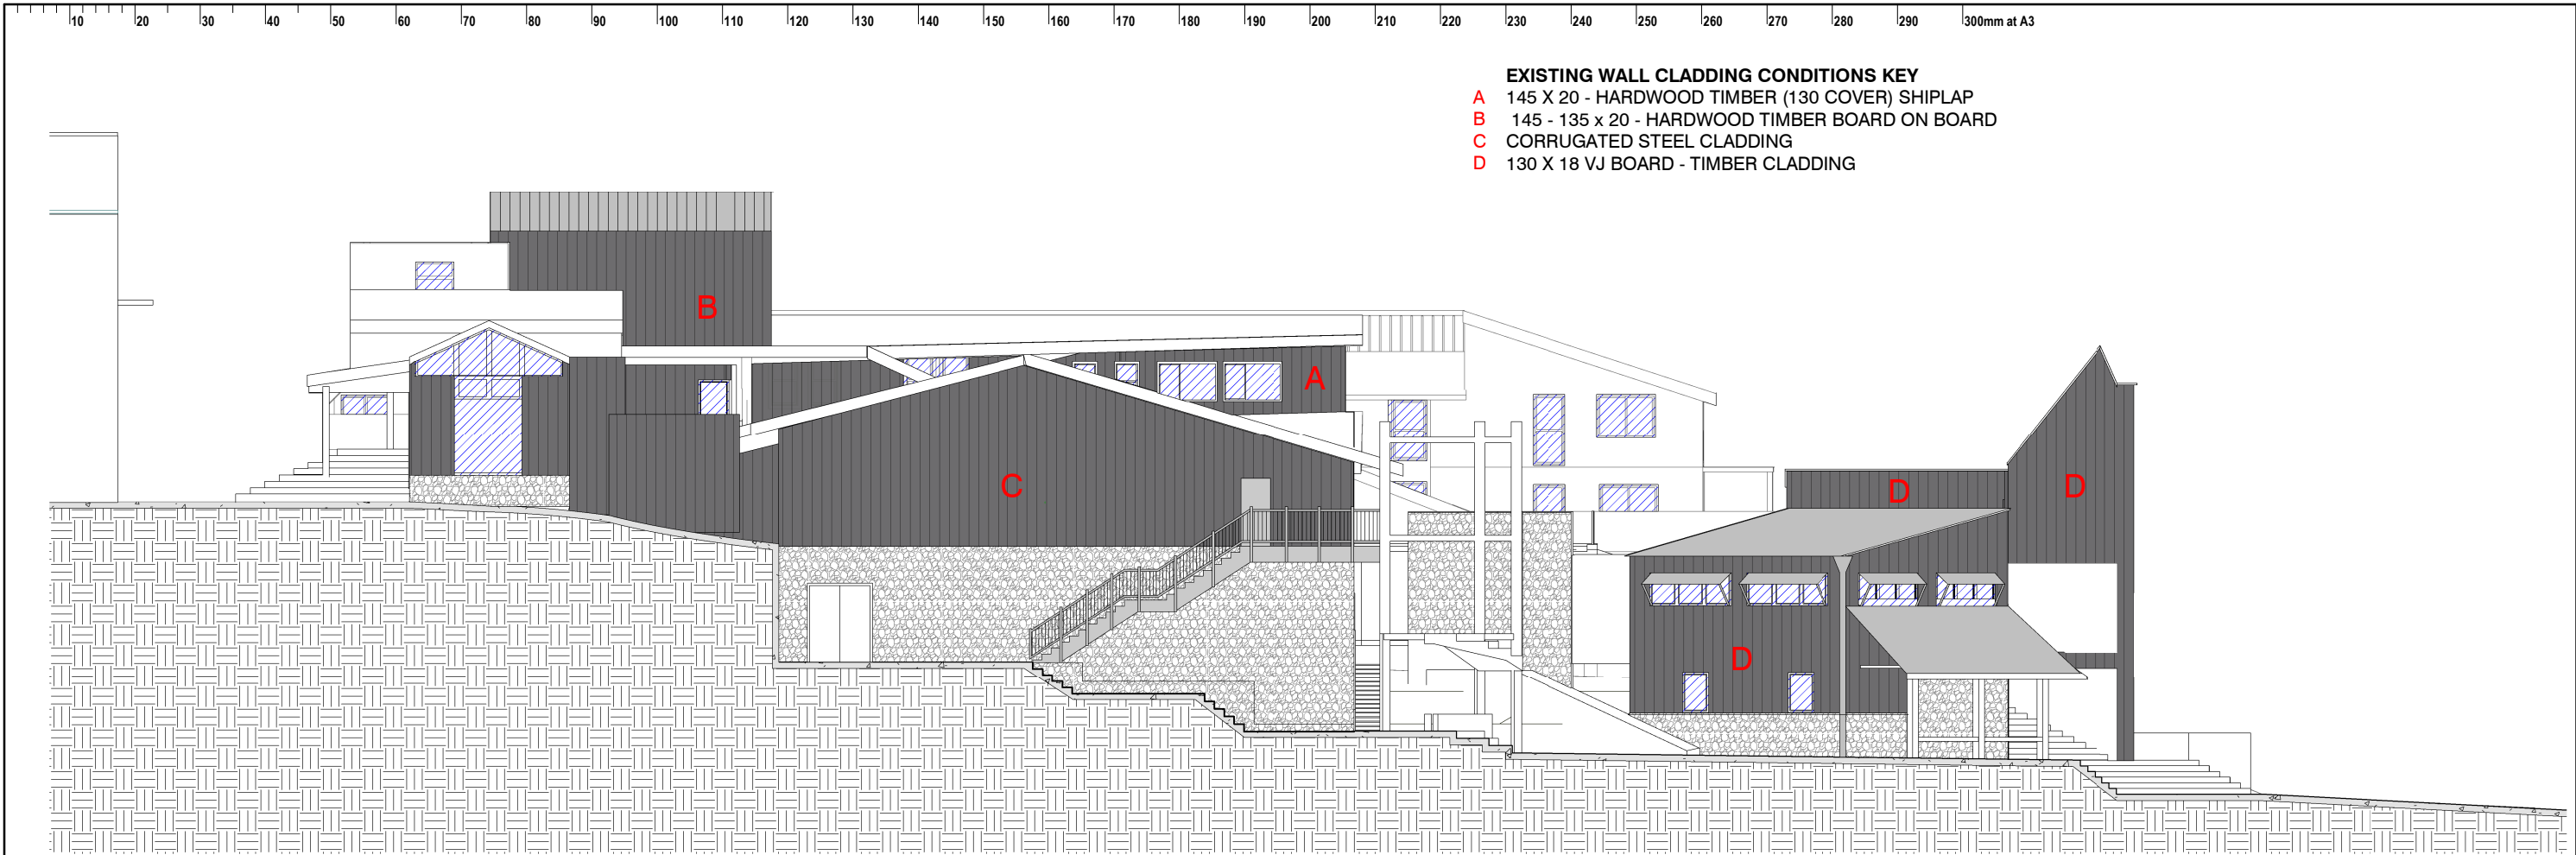 10 20 30 40 50 60 70 80 90 100 110 120 130 140 150 160 170 180 190 200 210 220 230 240 250 260 270 280 290 300mm at A3
EXISTING WALL CLADDING CONDITIONS KEY
A 145 X 20 - HARDWOOD TIMBER (130 COVER) SHIPLAP
B 145 - 135 x 20 - HARDWOOD TIMBER BOARD ON BOARD
C CORRUGATED STEEL CLADDING
D 130 X 18 VJ BOARD - TIMBER CLADDING
B
A
C
D
D
D